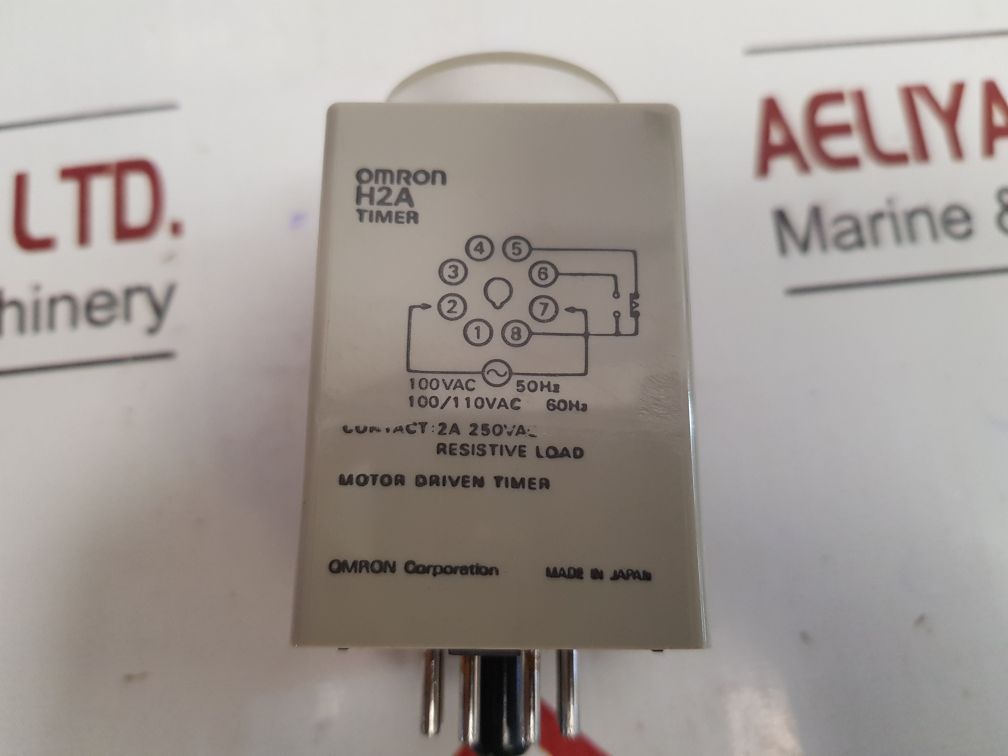 OMRON
H2A
TIMER
4 5
3 6
2 7
1 8
100VAC 50Hz
100/110VAC 60Hz
CONTACT:2A 250VAC
RESISTIVE LOAD
MOTOR DRIVEN TIMER
OMRON Corporation MADE IN JAPAN
LTD.
hinery
AELIYA
Marine &